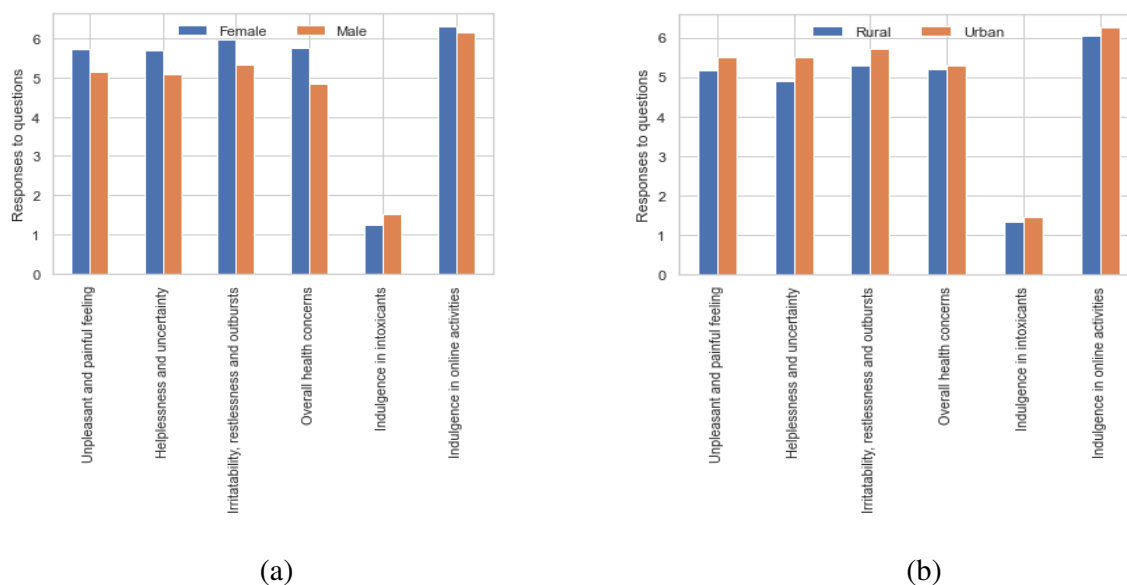 Female Male
Responses to questions
6
5
4
3
2
1
0
Unpleasant and painful feeling
Helplessness and uncertainty
Irritatability, restlessness and outbursts
Overall health concerns
Indulgence in intoxicants
Indulgence in online activities
(a)
Rural Urban
Responses to questions
6
5
4
3
2
1
0
Unpleasant and painful feeling
Helplessness and uncertainty
Irritatability, restlessness and outbursts
Overall health concerns
Indulgence in intoxicants
Indulgence in online activities
(b)